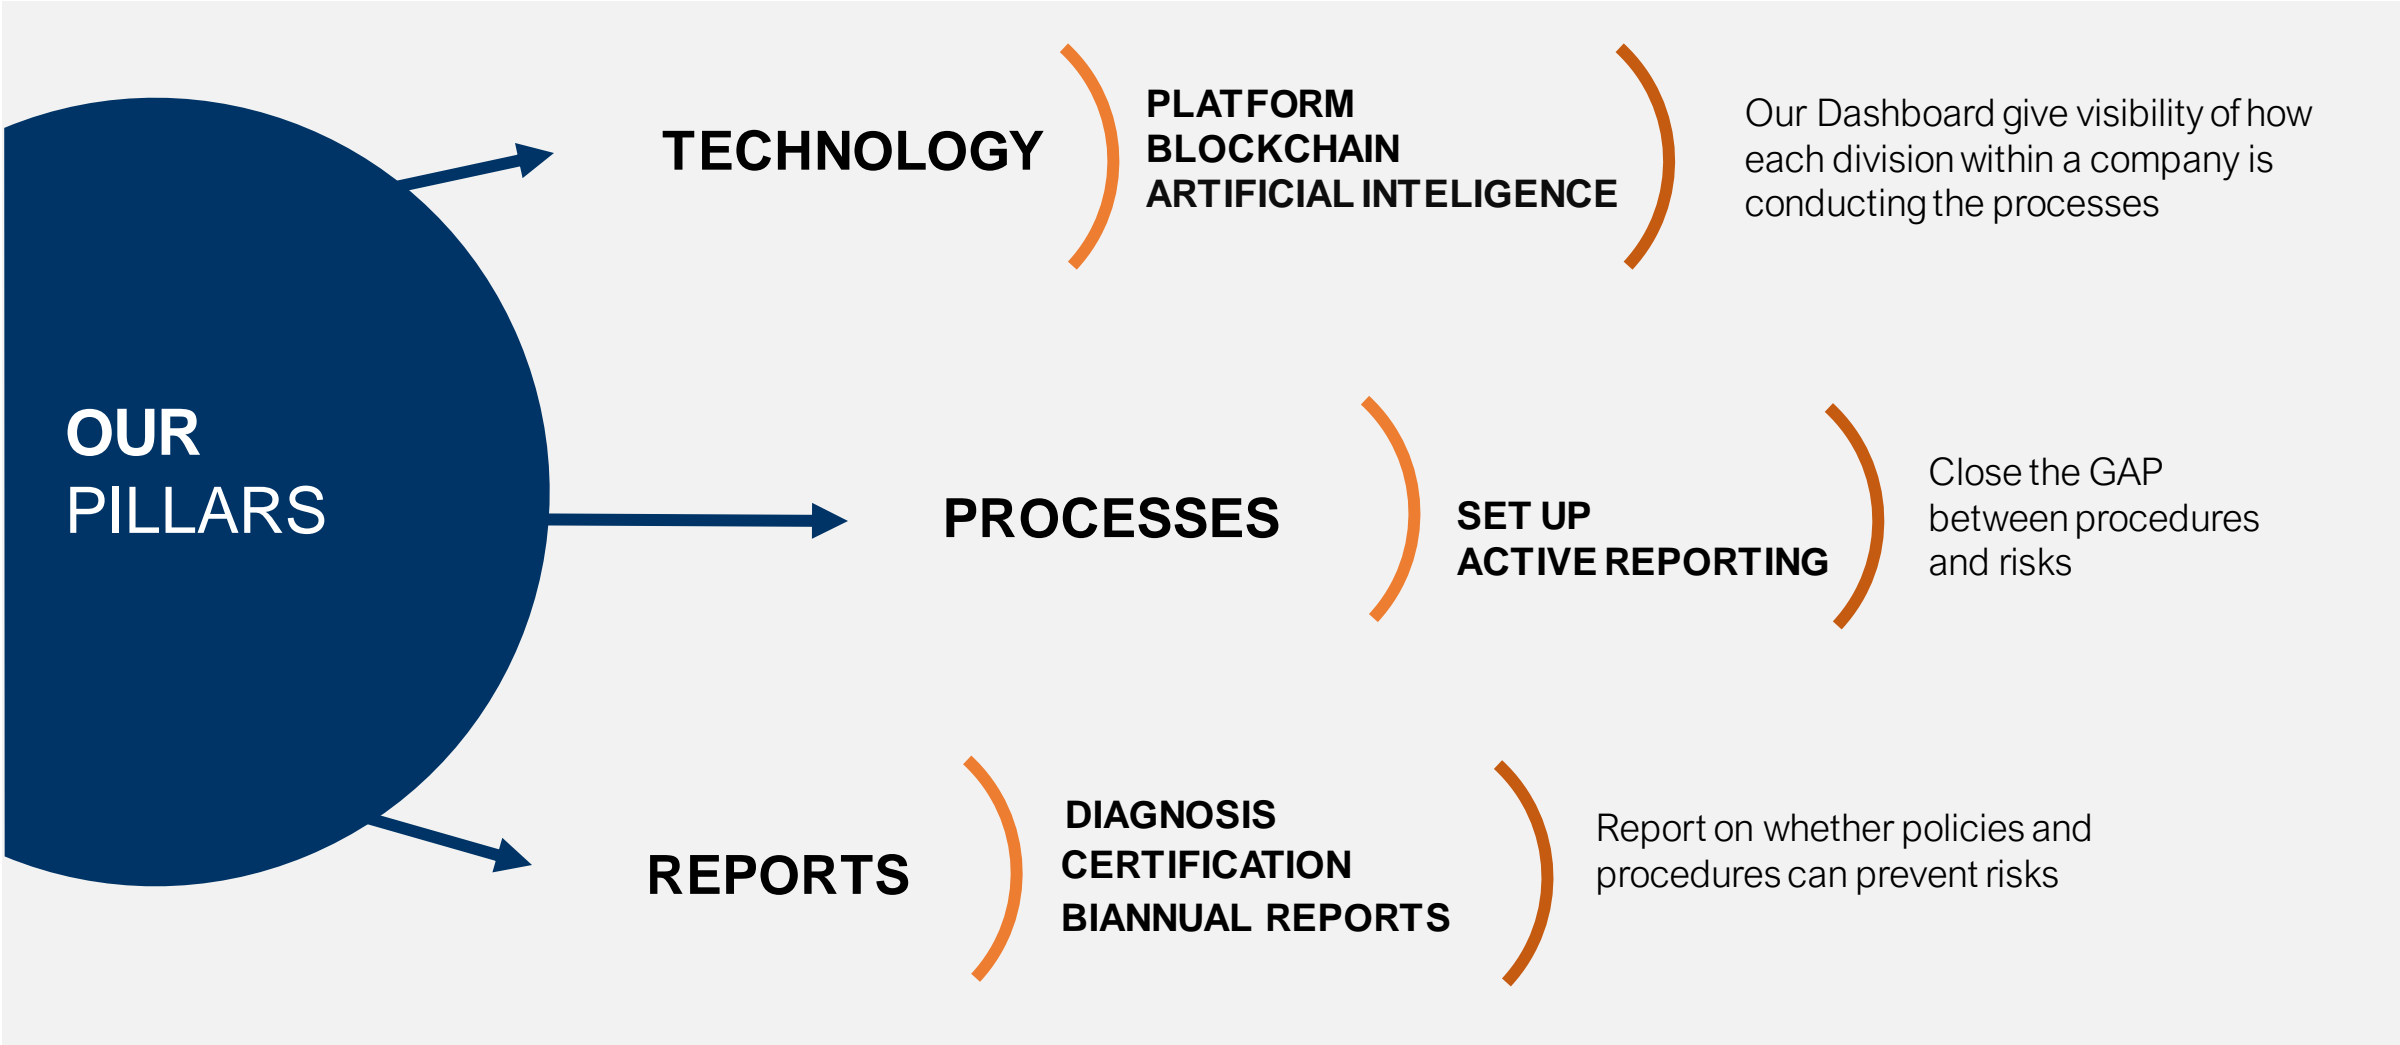 OUR
PILLARS
TECHNOLOGY
PLATFORM
BLOCKCHAIN
ARTIFICIAL INTELIGENCE
Our Dashboard give visibility of how
each division within a company is
conducting the processes
PROCESSES
SET UP
ACTIVE REPORTING
Close the GAP
between procedures
and risks
REPORTS
DIAGNOSIS
CERTIFICATION
BIANNUAL REPORTS
Report on whether policies and
procedures can prevent risks